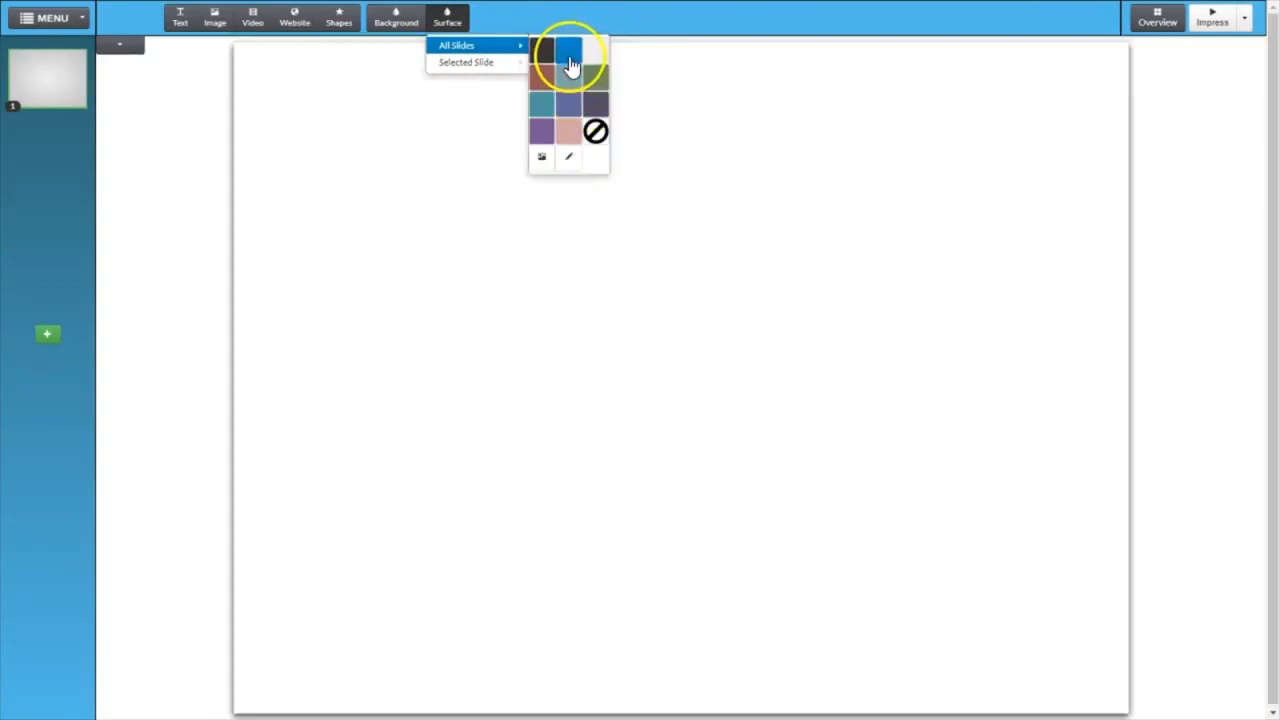 MENU
Text Image Video Website Shapes Background Surface
Overview Impress
All Slides
Selected Slide
1